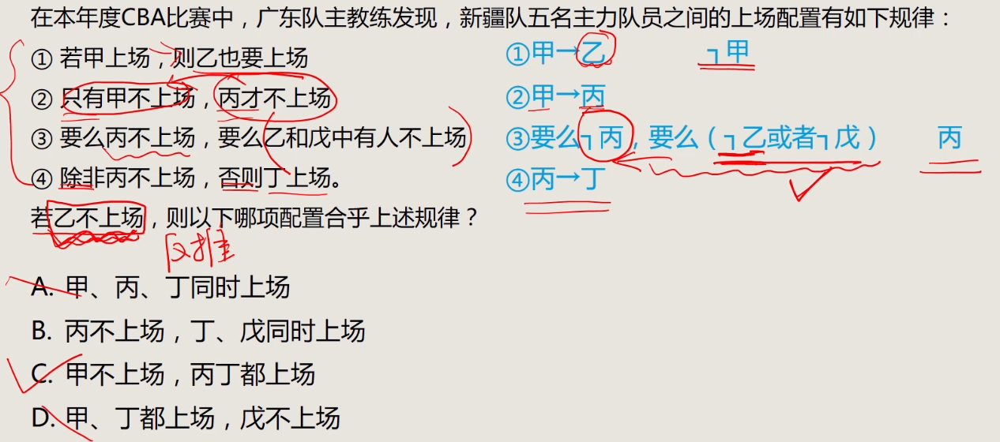 在本年度CBA比赛中，广东队主教练发现，新疆队五名主力队员之间的上场配置有如下规律：
① 若甲上场，则乙也要上场
①甲→乙
┐甲
② 只有甲不上场，丙才不上场
②甲→丙
③ 要么丙不上场，要么乙和戊中有人不上场
③要么┐丙，要么（┐乙或者┐戊）
丙
④ 除非丙不上场，否则丁上场。
④丙→丁
若乙不上场，则以下哪项配置合乎上述规律？
反推
A. 甲、丙、丁同时上场
B. 丙不上场，丁、戊同时上场
C. 甲不上场，丙丁都上场
D. 甲、丁都上场，戊不上场